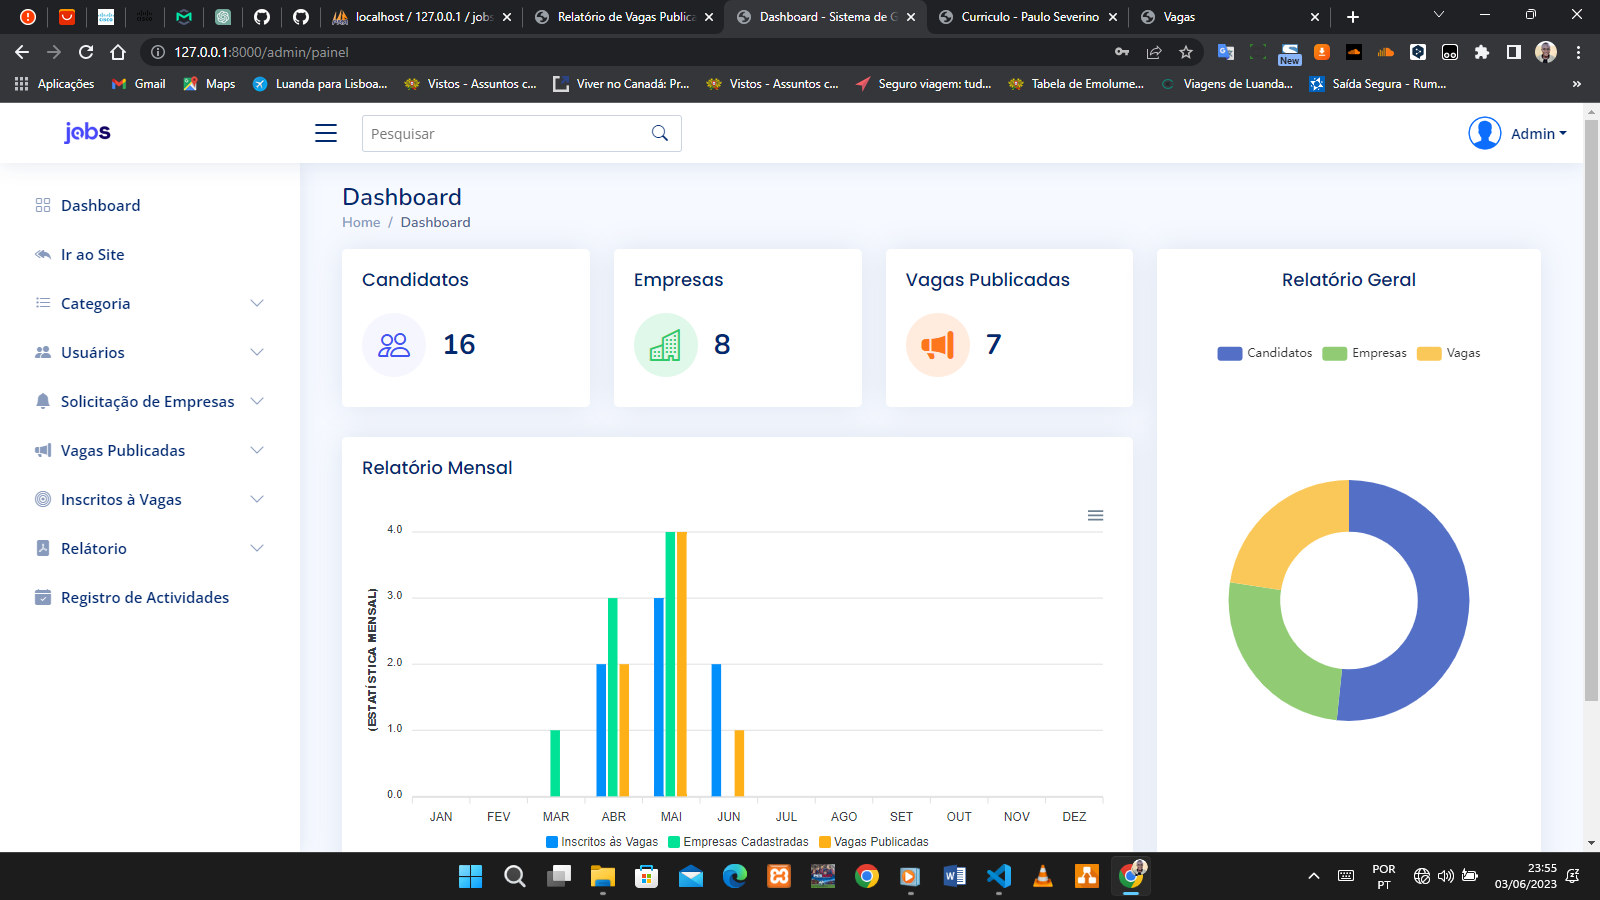 localhost / 127.0.0.1 / jobs
Relatório de Vagas Publica
Dashboard - Sistema de G
Curriculo - Paulo Severino
Vagas
127.0.0.1:8000/admin/painel
New
Aplicações
Gmail
Maps
Luanda para Lisboa...
Vistos - Assuntos c...
Viver no Canadá: Pr...
Vistos - Assuntos c...
Seguro viagem: tud...
Tabela de Emolume...
Viagens de Luanda...
Saída Segura - Rum...
jobs
Pesquisar
Admin
Dashboard
Ir ao Site
Categoria
Usuários
Solicitação de Empresas
Vagas Publicadas
Inscritos à Vagas
Relátorio
Registro de Actividades
Dashboard
Home / Dashboard
Candidatos
16
Empresas
8
Vagas Publicadas
7
Relatório Mensal
(ESTATÍSTICA MENSAL)
4.0
3.0
2.0
1.0
0.0
JAN FEV MAR ABR MAI JUN JUL AGO SET OUT NOV DEZ
Inscritos às Vagas Empresas Cadastradas Vagas Publicadas
Relatório Geral
Candidatos Empresas Vagas
POR
PT
23:55
03/06/2023